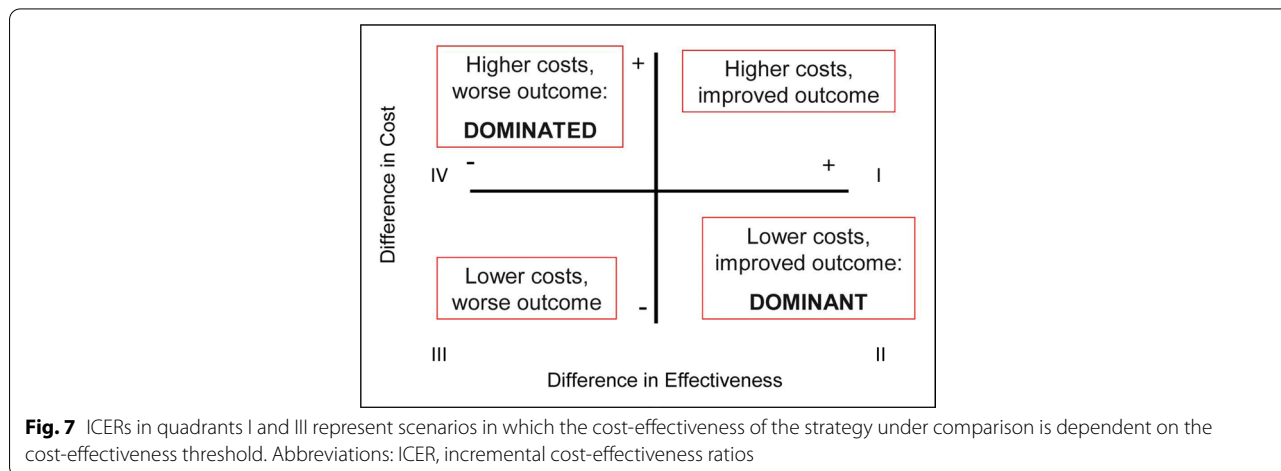 Higher costs,
worse outcome:
DOMINATED
+
Higher costs,
improved outcome
Difference in Cost
IV
-
+
I
Lower costs,
worse outcome
-
Lower costs,
improved outcome:
DOMINANT
III
II
Difference in Effectiveness
Fig. 7 ICERs in quadrants I and III represent scenarios in which the cost-effectiveness of the strategy under comparison is dependent on the
cost-effectiveness threshold. Abbreviations: ICER, incremental cost-effectiveness ratios